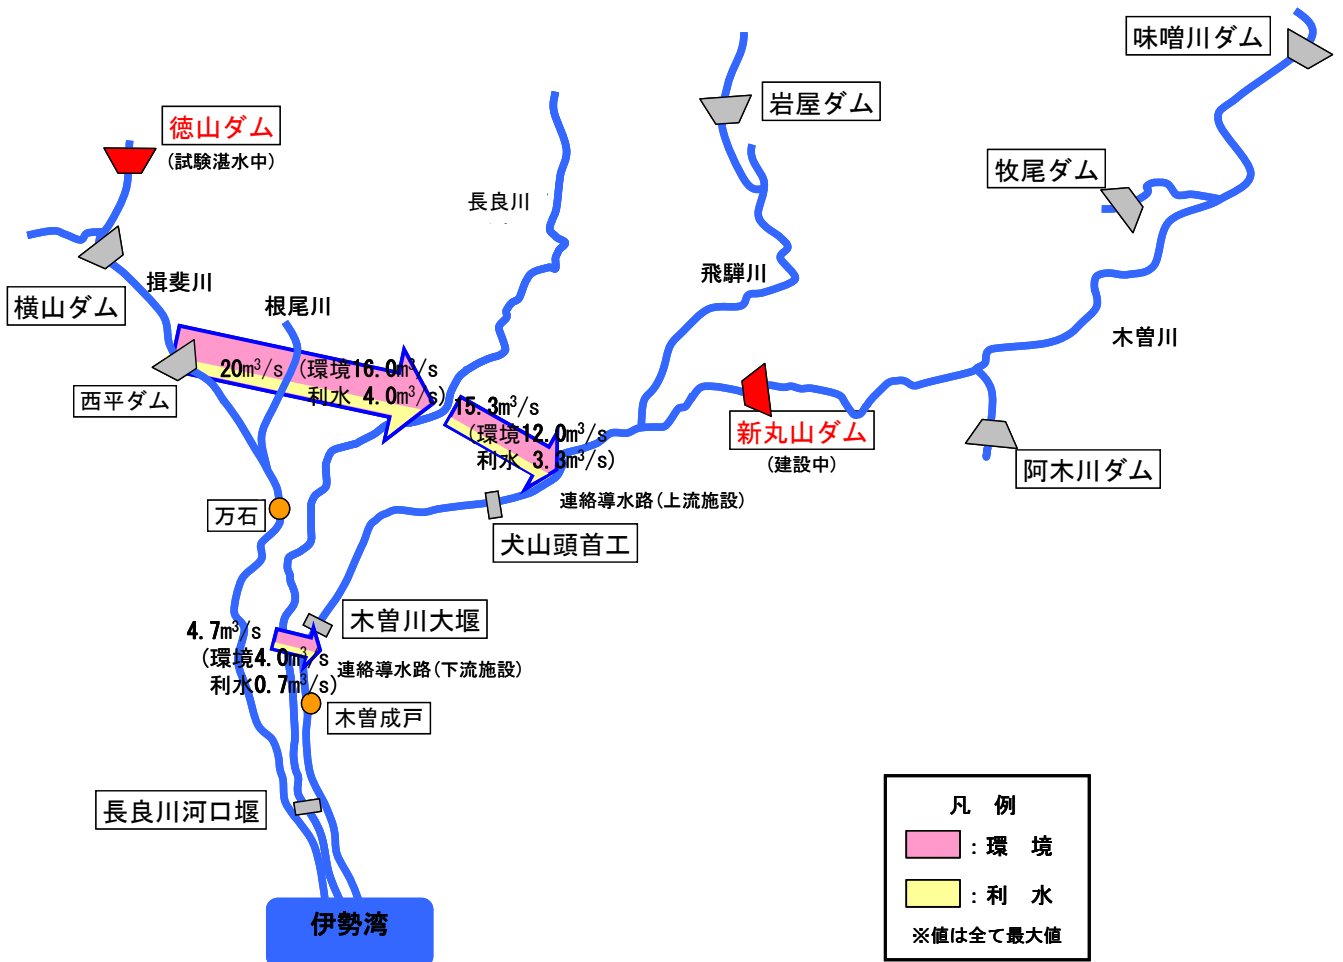 味噌川ダム
岩屋ダム
徳山ダム
(試験湛水中)
牧尾ダム
長良川
飛騨川
揖斐川
横山ダム
根尾川
木曽川
20m³/s (環境16.0m³/s
利水 4.0m³/s)
西平ダム
15.3m³/s
(環境12.0m³/s
利水 3.3m³/s)
新丸山ダム
(建設中)
阿木川ダム
連絡導水路(上流施設)
万石
犬山頭首工
木曽川大堰
4.7m³/s
(環境4.0m³/s
利水0.7m³/s)
連絡導水路(下流施設)
木曽成戸
長良川河口堰
伊勢湾
凡 例
：環 境
：利 水
※値は全て最大値